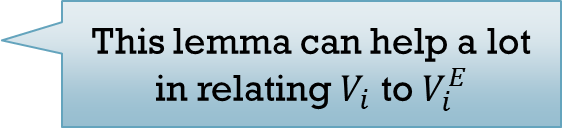 This lemma can help a lot
in relating $V_i$ to $V_i^E$